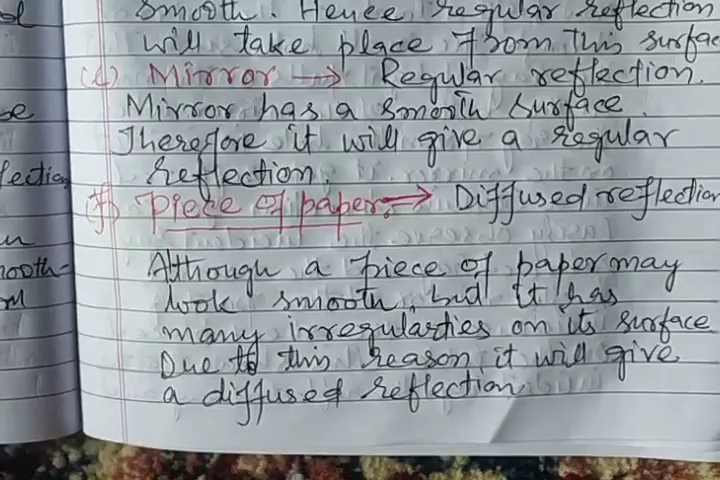 smooth. Hence, regular reflection
will take place from this surfac
(e) Mirror → Regular reflection.
Mirror has a smooth surface.
Therefore it will give a regular
reflection.
(f) Piece of paper. ⇒ Diffused reflection
Although a piece of paper may
look smooth, but it has
many irregularties on its surface
Due to this reason, it will give
a diffused reflection.